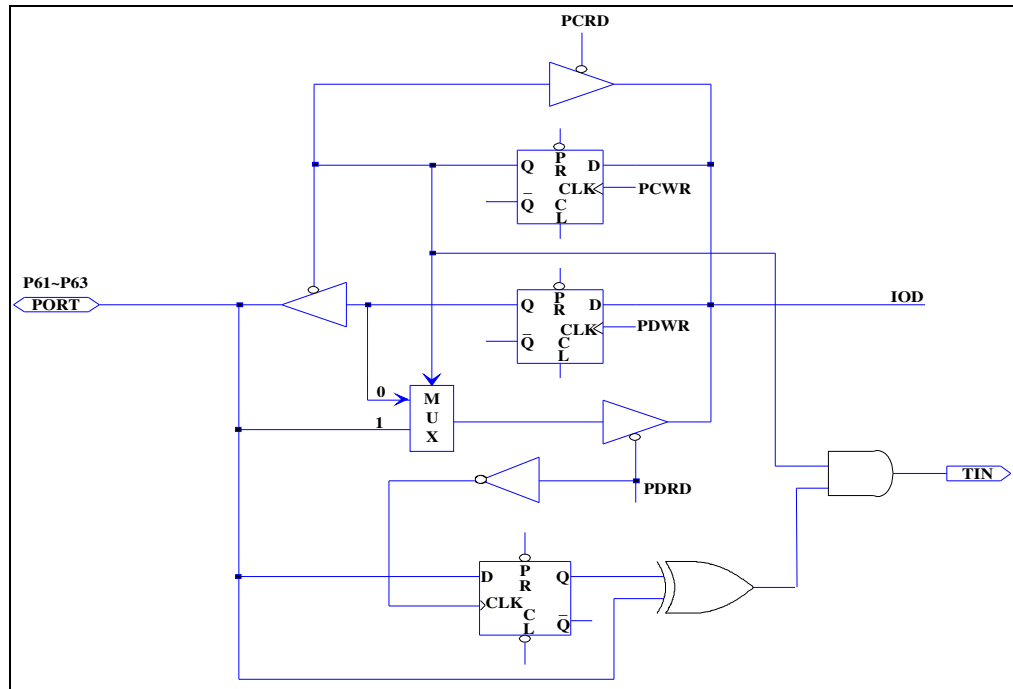 PCRD
Q P R D
CLK PCWR
Q̅ C L
P61~P63
PORT
Q P R D
IOD
CLK PDWR
Q̅ C L
0
1
M U X
PDRD
TIN
D P R Q
CLK
C L Q̅